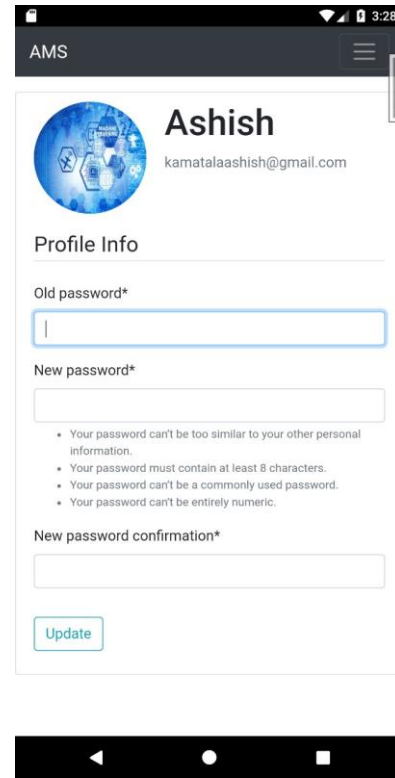 3:28
AMS
Ashish
kamatalaashish@gmail.com
Profile Info
Old password*
New password*
• Your password can't be too similar to your other personal
information.
• Your password must contain at least 8 characters.
• Your password can't be a commonly used password.
• Your password can't be entirely numeric.
New password confirmation*
Update